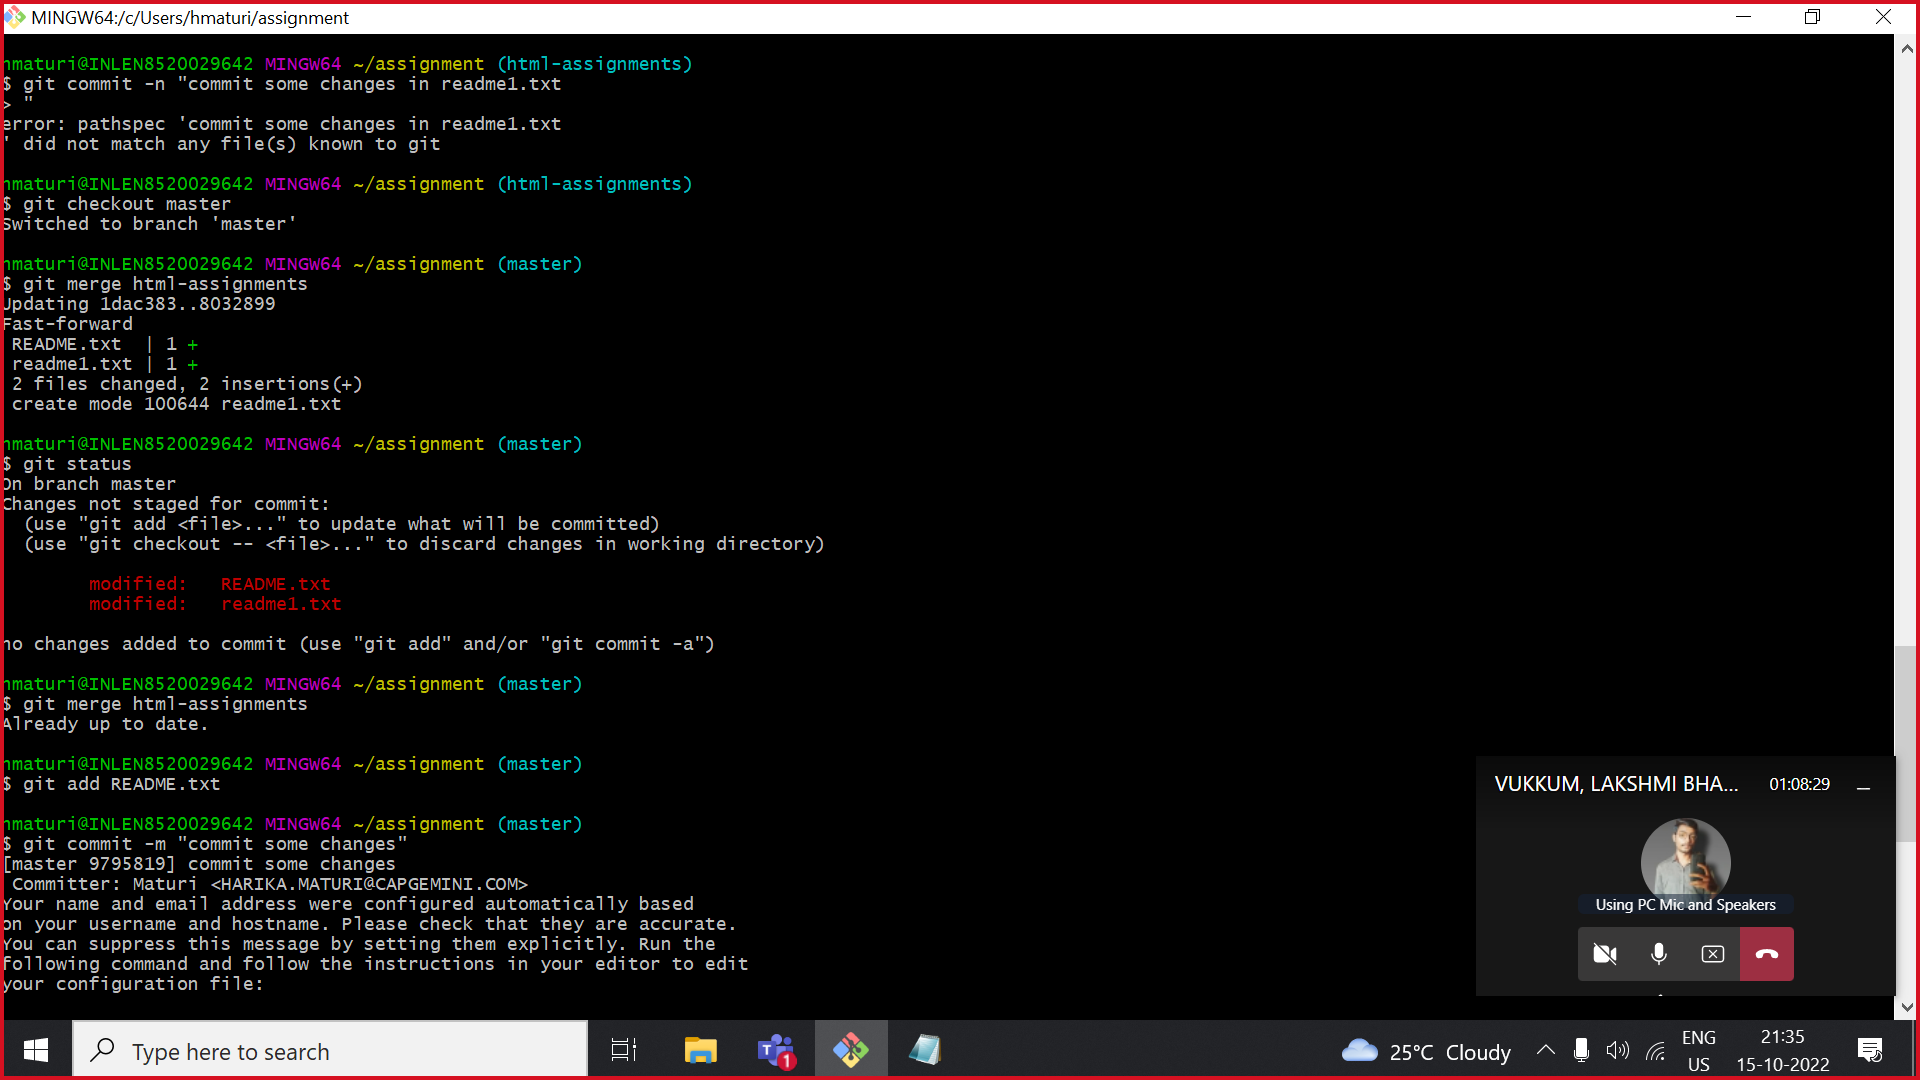 MINGW64:/c/Users/hmaturi/assignment
hmaturi@INLEN8520029642 MINGW64 ~/assignment (html-assignments)
$ git commit -n "commit some changes in readme1.txt
> "
error: pathspec 'commit some changes in readme1.txt
' did not match any file(s) known to git
hmaturi@INLEN8520029642 MINGW64 ~/assignment (html-assignments)
$ git checkout master
Switched to branch 'master'
hmaturi@INLEN8520029642 MINGW64 ~/assignment (master)
$ git merge html-assignments
Updating 1dac383..8032899
Fast-forward
README.txt  | 1 +
readme1.txt | 1 +
2 files changed, 2 insertions(+)
create mode 100644 readme1.txt
hmaturi@INLEN8520029642 MINGW64 ~/assignment (master)
$ git status
On branch master
Changes not staged for commit:
(use "git add <file>..." to update what will be committed)
(use "git checkout -- <file>..." to discard changes in working directory)
modified:   README.txt
modified:   readme1.txt
no changes added to commit (use "git add" and/or "git commit -a")
hmaturi@INLEN8520029642 MINGW64 ~/assignment (master)
$ git merge html-assignments
Already up to date.
hmaturi@INLEN8520029642 MINGW64 ~/assignment (master)
$ git add README.txt
hmaturi@INLEN8520029642 MINGW64 ~/assignment (master)
$ git commit -m "commit some changes"
[master 9795819] commit some changes
Committer: Maturi <HARIKA.MATURI@CAPGEMINI.COM>
Your name and email address were configured automatically based
on your username and hostname. Please check that they are accurate.
You can suppress this message by setting them explicitly. Run the
following command and follow the instructions in your editor to edit
your configuration file:
VUKKUM, LAKSHMI BHA... 01:08:29
Using PC Mic and Speakers
Type here to search
T 1
25°C Cloudy
ENG
US
21:35
15-10-2022